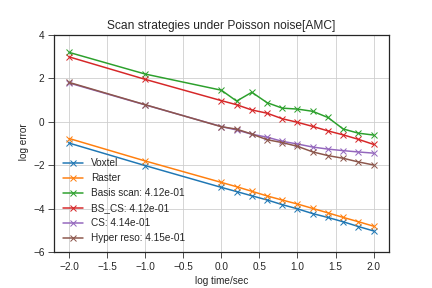 Scan strategies under Poisson noise[AMC]
4
2
0
−2
−4
−6
log error
Voxtel
Raster
Basis scan: 4.12e-01
BS_CS: 4.12e-01
CS: 4.14e-01
Hyper reso: 4.15e-01
−2.0 −1.5 −1.0 −0.5 0.0 0.5 1.0 1.5 2.0
log time/sec